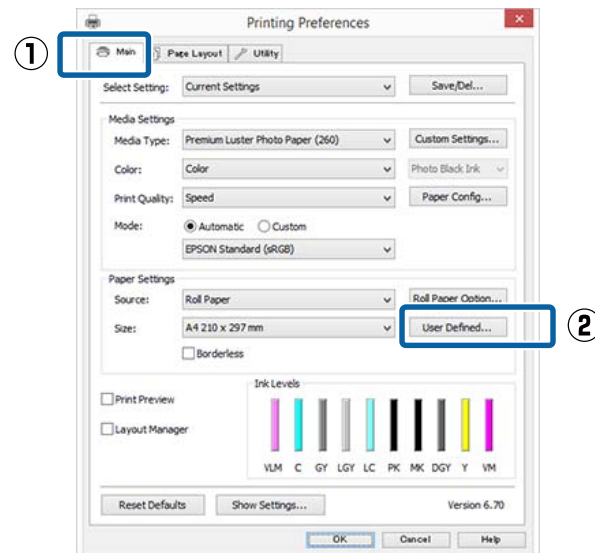 Printing Preferences
①
Main Page Layout Utility
Select Setting: Current Settings Save/Del...
Media Settings
Media Type: Premium Luster Photo Paper (260) Custom Settings...
Color: Color Photo Black Ink
Print Quality: Speed Paper Config...
Mode: Automatic Custom
EPSON Standard (sRGB)
Paper Settings
Source: Roll Paper Roll Paper Option...
Size: A4 210 x 297 mm User Defined...
②
Borderless
Ink Levels
Print Preview
Layout Manager
VLM C GY LGY LC PK MK DGY Y VM
Reset Defaults Show Settings... Version 6.70
OK Cancel Help